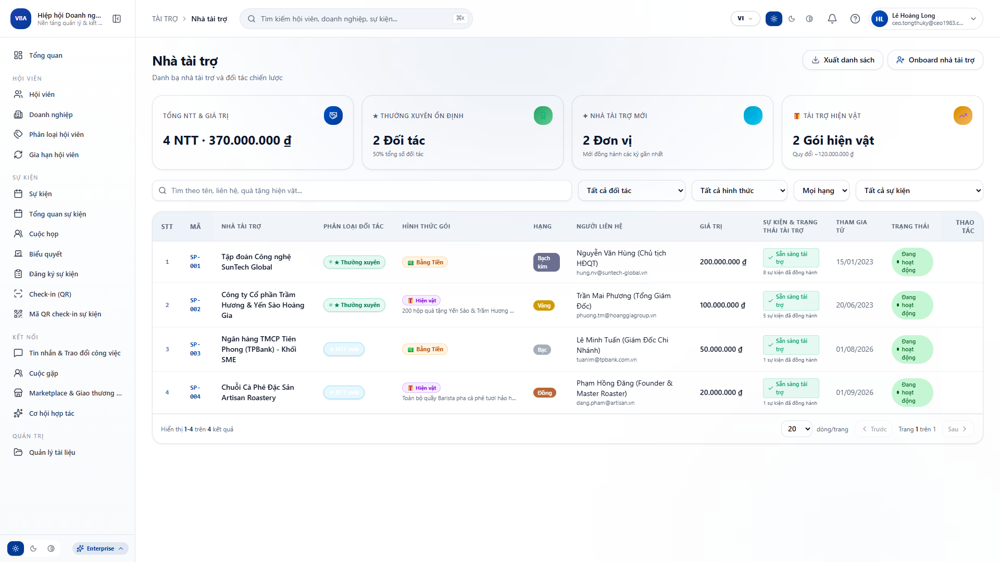 VBA
Hiệp hội Doanh ng...
Nền tảng quản lý & kết ...
TÀI TRỢ
Nhà tài trợ
Tìm kiếm hội viên, doanh nghiệp, sự kiện...
⌘K
VI
HL
Lê Hoàng Long
ceo.tongthuky@ceo1983.c...
Tổng quan
HỘI VIÊN
Hội viên
Doanh nghiệp
Phân loại hội viên
Gia hạn hội viên
SỰ KIỆN
Sự kiện
Tổng quan sự kiện
Cuộc họp
Biểu quyết
Đăng ký sự kiện
Check-in (QR)
Mã QR check-in sự kiện
KẾT NỐI
Tin nhắn & Trao đổi công việc
Cuộc gặp
Marketplace & Giao thương ...
Cơ hội hợp tác
QUẢN TRỊ
Quản lý tài liệu
Enterprise
Nhà tài trợ
Danh bạ nhà tài trợ và đối tác chiến lược
Xuất danh sách
Onboard nhà tài trợ
TỔNG NTT & GIÁ TRỊ
4 NTT · 370.000.000 ₫
★ THƯỜNG XUYÊN ỔN ĐỊNH
2 Đối tác
50% tổng số đối tác
✦ NHÀ TÀI TRỢ MỚI
2 Đơn vị
Mới đồng hành các kỳ gần nhất
🎁 TÀI TRỢ HIỆN VẬT
2 Gói hiện vật
Quy đổi ~120.000.000 ₫
Tìm theo tên, liên hệ, quà tặng hiện vật...
Tất cả đối tác
Tất cả hình thức
Mọi hạng
Tất cả sự kiện
STT
MÃ
NHÀ TÀI TRỢ
PHÂN LOẠI ĐỐI TÁC
HÌNH THỨC GÓI
HẠNG
NGƯỜI LIÊN HỆ
GIÁ TRỊ
SỰ KIỆN & TRẠNG
THÁI TÀI TRỢ
THAM GIA
TỪ
TRẠNG THÁI
THAO
TÁC
1
SP-
001
Tập đoàn Công nghệ
SunTech Global
★ Thường xuyên
💵 Bằng Tiền
Bạch
kim
Nguyễn Văn Hùng (Chủ tịch
HĐQT)
hung.nv@suntech-global.vn
200.000.000 ₫
Sẵn sàng tài
trợ
8 sự kiện đã đồng hành
15/01/2023
Đang
hoạt
động
2
SP-
002
Công ty Cổ phần Trầm
Hương & Yến Sào Hoàng
Gia
★ Thường xuyên
🎁 Hiện vật
200 hộp quà tặng Yến Sào & Trầm Hương ...
Vàng
Trần Mai Phương (Tổng Giám
Đốc)
phuong.tm@hoanggiagroup.vn
100.000.000 ₫
Sẵn sàng tài
trợ
5 sự kiện đã đồng hành
20/06/2023
Đang
hoạt
động
3
SP-
003
Ngân hàng TMCP Tiên
Phong (TPBank) - Khối
SME
✦ NTT mới
💵 Bằng Tiền
Bạc
Lê Minh Tuấn (Giám Đốc Chi
Nhánh)
tuanlm@tpbank.com.vn
50.000.000 ₫
Sẵn sàng tài
trợ
1 sự kiện đã đồng hành
01/08/2026
Đang
hoạt
động
4
SP-
004
Chuỗi Cà Phê Đặc Sản
Artisan Roastery
✦ NTT mới
🎁 Hiện vật
Toàn bộ quầy Barista pha cà phê tươi hảo h...
Đồng
Phạm Hồng Đăng (Founder &
Master Roaster)
dang.pham@artisan.vn
20.000.000 ₫
Sẵn sàng tài
trợ
1 sự kiện đã đồng hành
01/09/2026
Đang
hoạt
động
Hiển thị 1-4 trên 4 kết quả
20
dòng/trang
Trước
Trang 1 trên 1
Sau